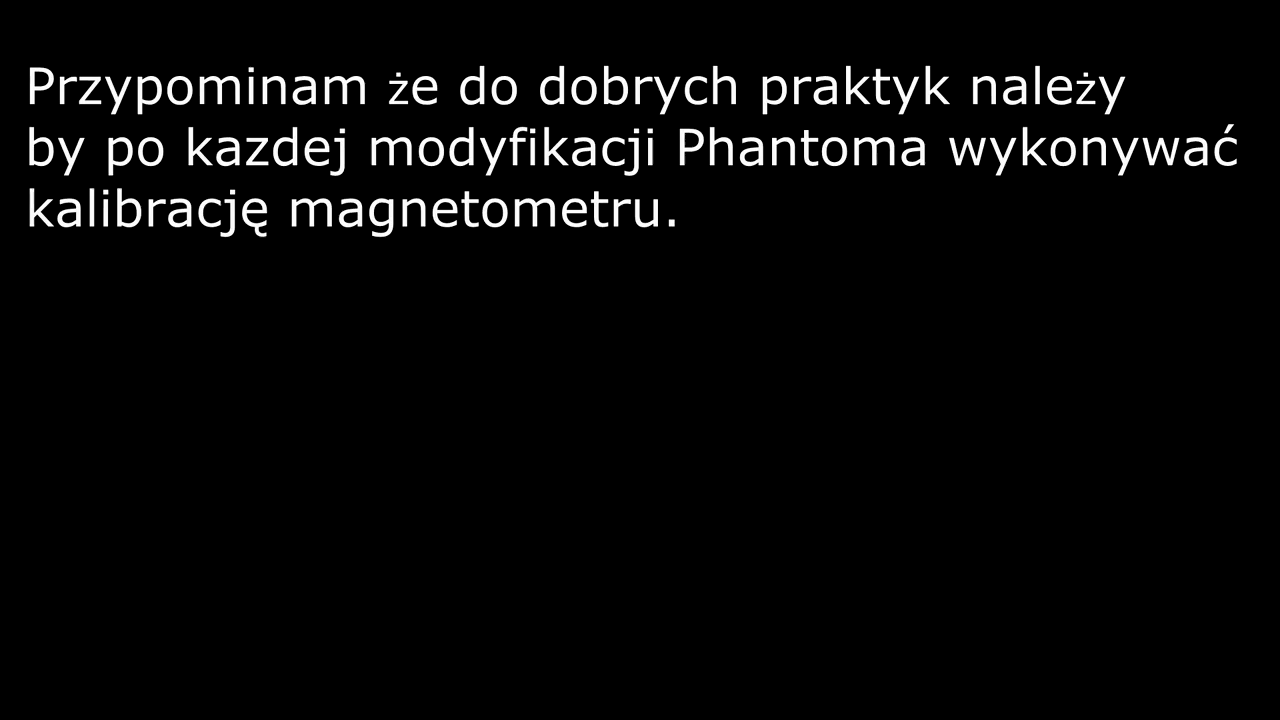 Przypominam że do dobrych praktyk należy
by po kazdej modyfikacji Phantoma wykonywać
kalibrację magnetometru.